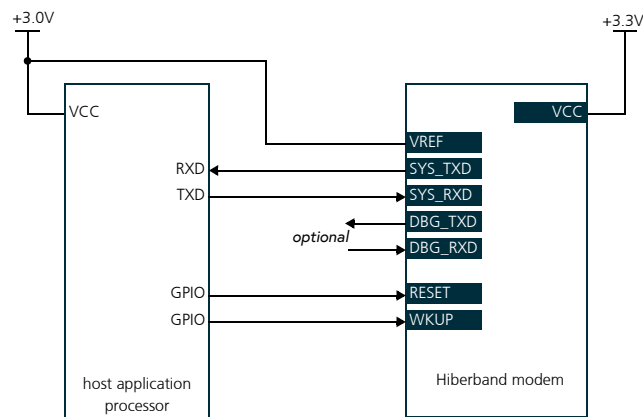 +3.0V
+3.3V
VCC
VCC
VREF
RXD
SYS_TXD
TXD
SYS_RXD
DBG_TXD
optional
DBG_RXD
GPIO
RESET
GPIO
WKUP
host application
processor
Hiberband modem